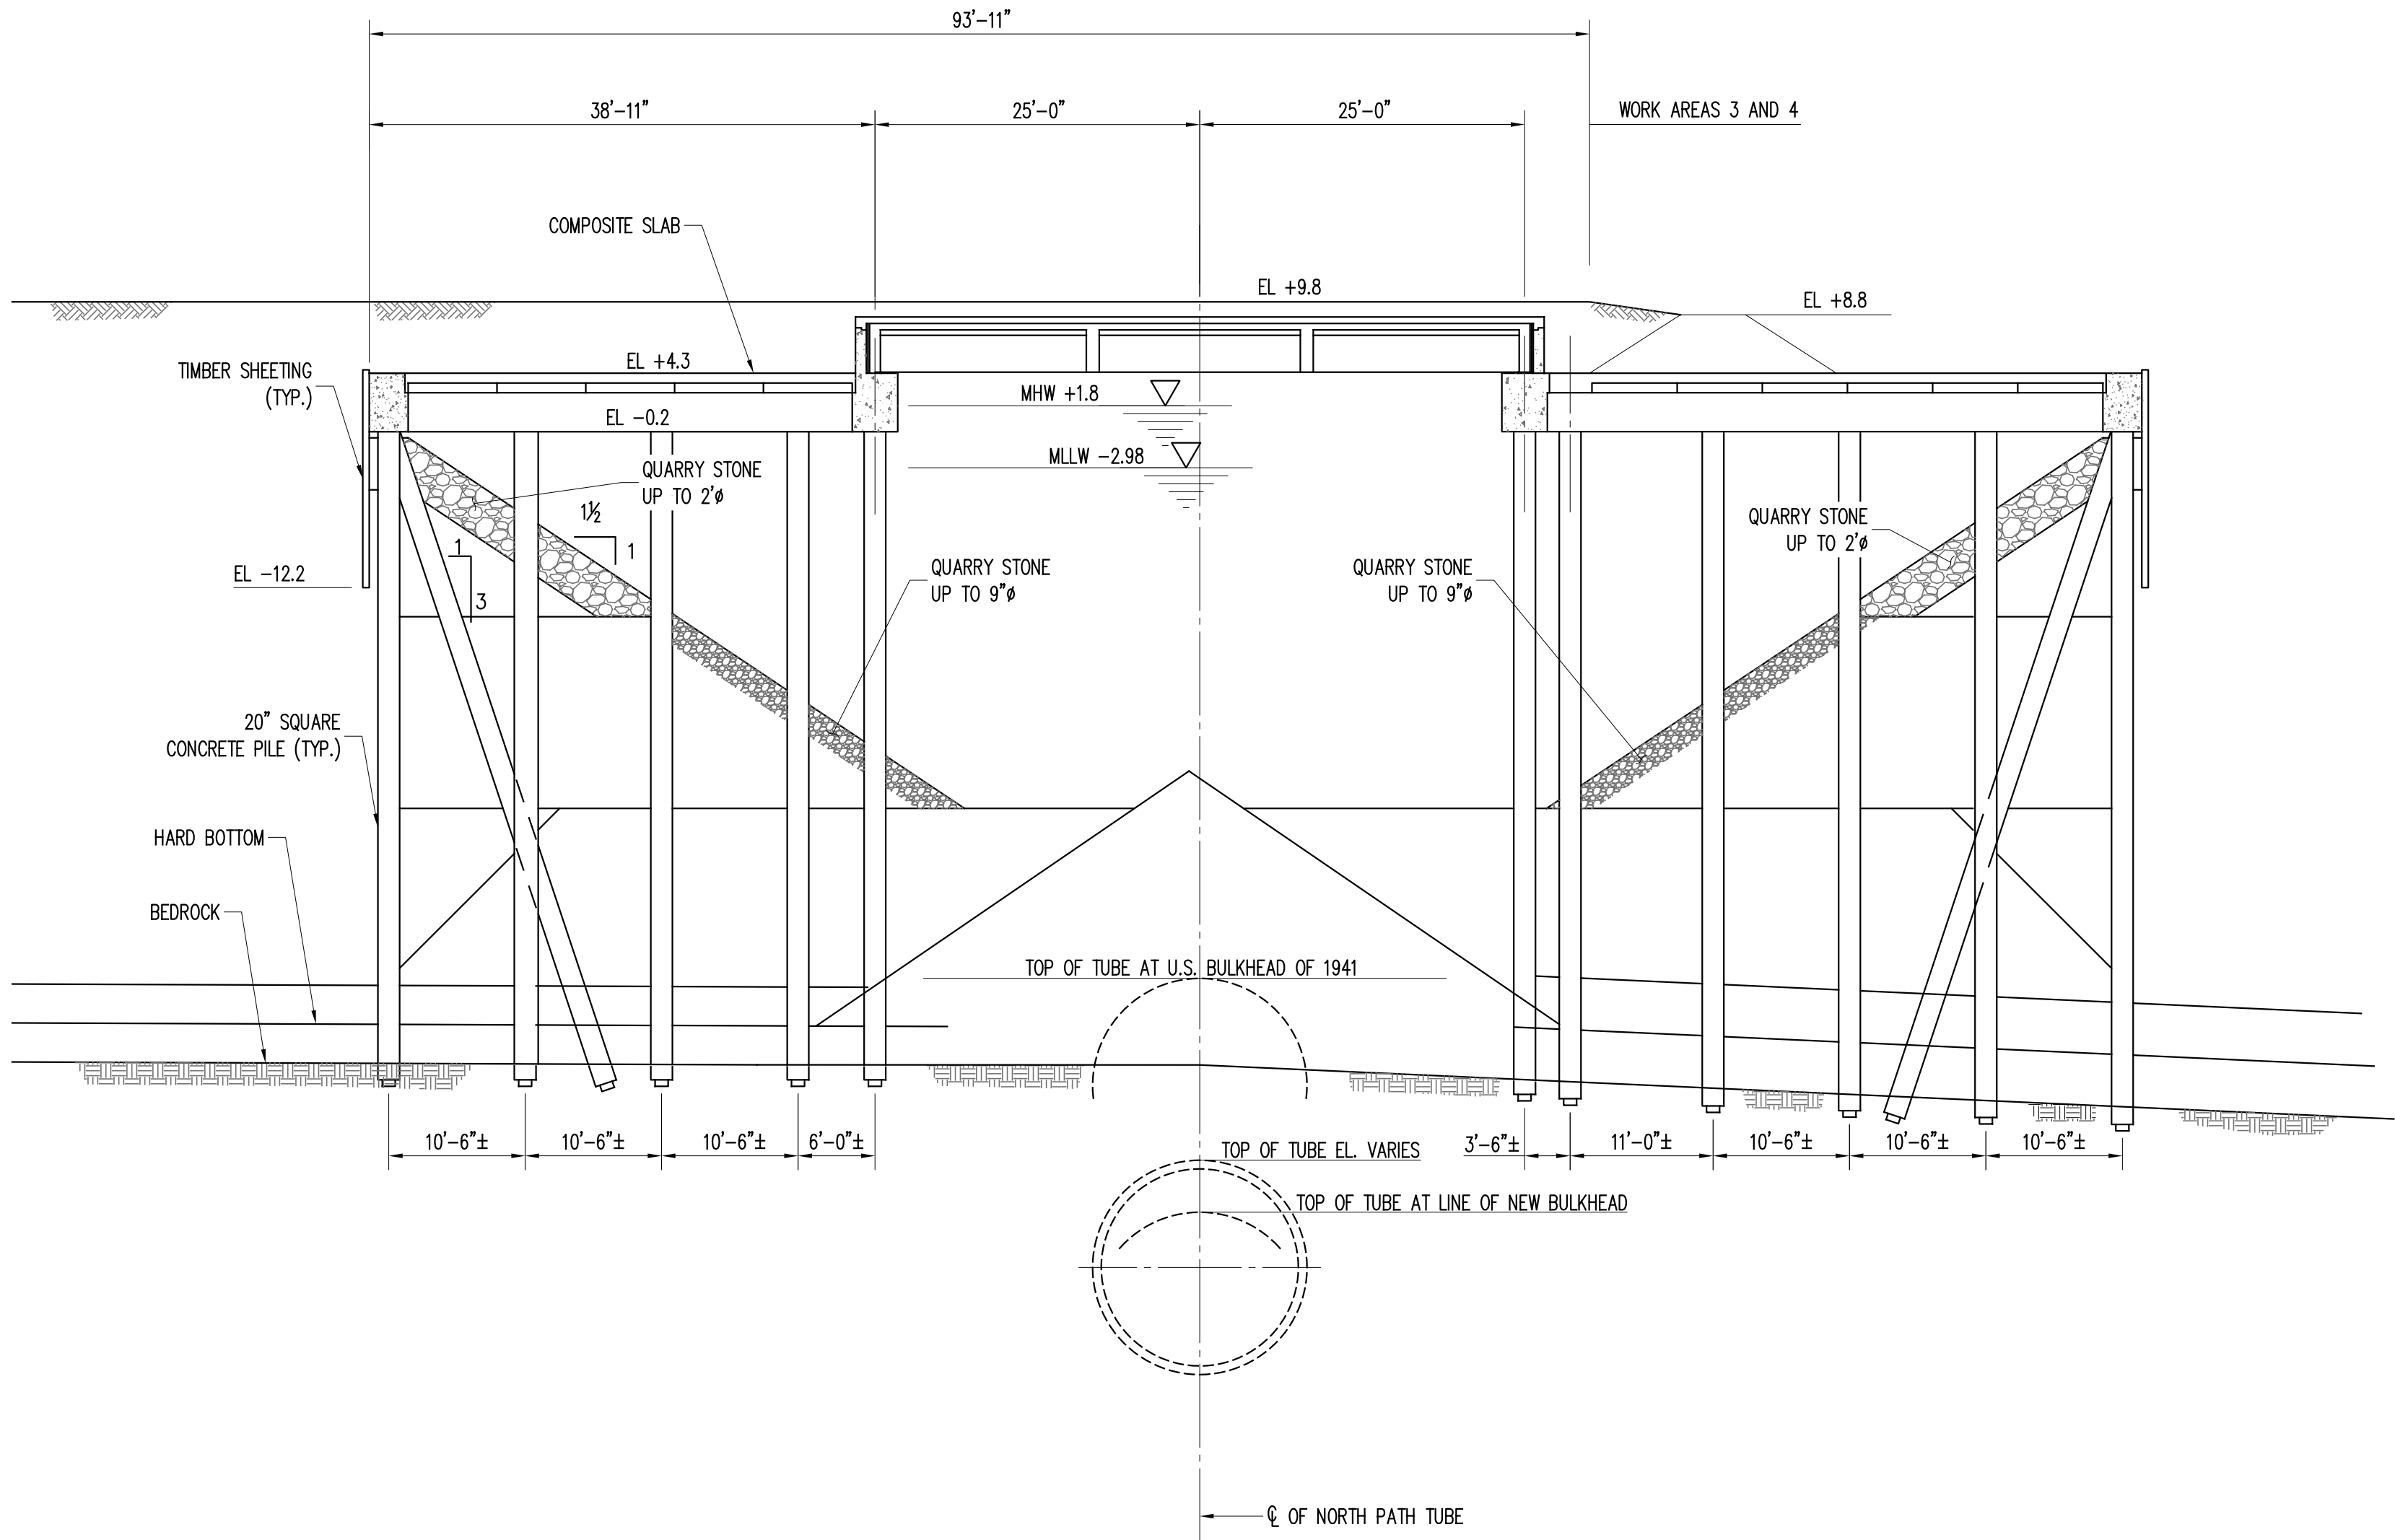 93'-11"
38'-11"
25'-0"
25'-0"
WORK AREAS 3 AND 4
COMPOSITE SLAB
EL +9.8
EL +8.8
TIMBER SHEETING
(TYP.)
EL +4.3
MHW +1.8
EL -0.2
MLLW -2.98
QUARRY STONE
UP TO 2'ø
1½
1
1
3
QUARRY STONE
UP TO 2'ø
EL -12.2
QUARRY STONE
UP TO 9"ø
QUARRY STONE
UP TO 9"ø
20" SQUARE
CONCRETE PILE (TYP.)
HARD BOTTOM
BEDROCK
TOP OF TUBE AT U.S. BULKHEAD OF 1941
10'-6"±
10'-6"±
10'-6"±
6'-0"±
TOP OF TUBE EL. VARIES
3'-6"±
11'-0"±
10'-6"±
10'-6"±
10'-6"±
TOP OF TUBE AT LINE OF NEW BULKHEAD
℄ OF NORTH PATH TUBE